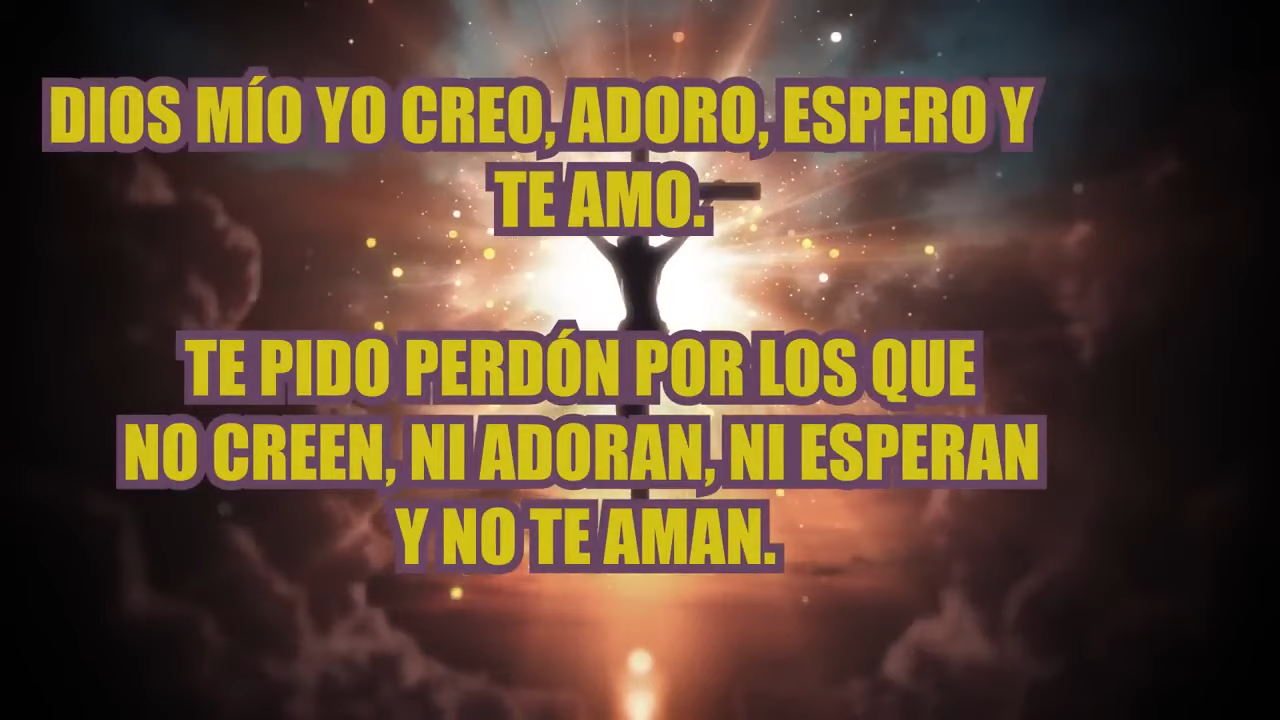 DIOS MÍO YO CREO, ADORO, ESPERO Y
TE AMO.
TE PIDO PERDÓN POR LOS QUE
NO CREEN, NI ADORAN, NI ESPERAN
Y NO TE AMAN.